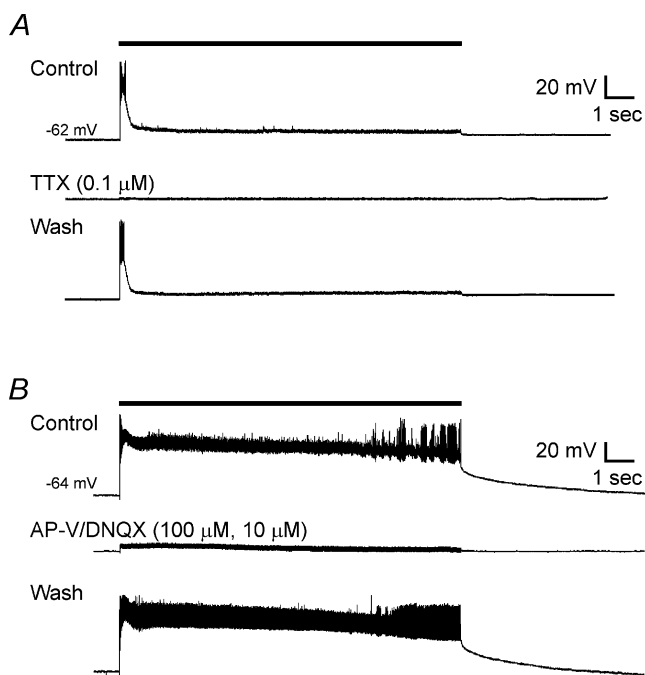 A
Control
20 mV
1 sec
-62 mV
TTX (0.1 μM)
Wash
B
Control
20 mV
1 sec
-64 mV
AP-V/DNQX (100 μM, 10 μM)
Wash